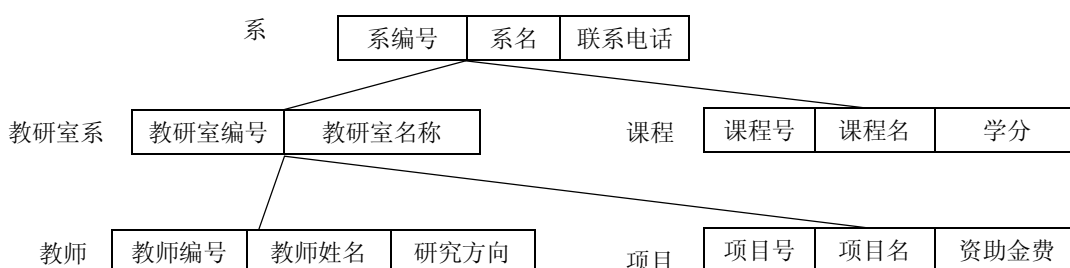 系
系编号 系名 联系电话
教研室系 教研室编号 教研室名称 课程 课程号 课程名 学分
教师 教师编号 教师姓名 研究方向 项目 项目号 项目名 资助金费